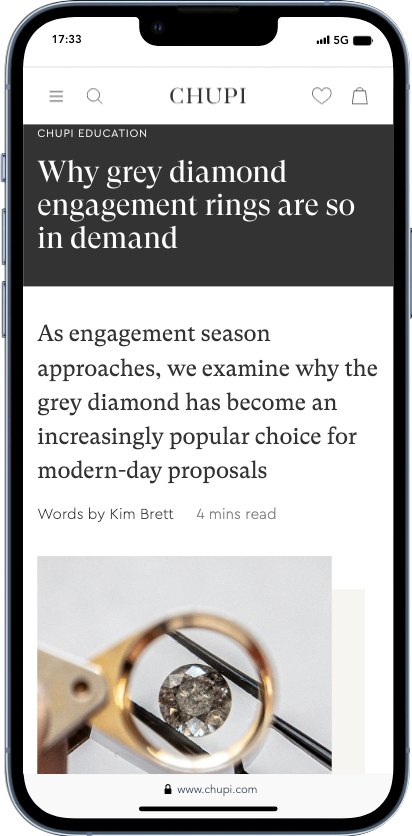 17:33
5G
CHUPI
CHUPI EDUCATION
Why grey diamond
engagement rings are so
in demand
As engagement season
approaches, we examine why the
grey diamond has become an
increasingly popular choice for
modern-day proposals
Words by Kim Brett 4 mins read
www.chupi.com